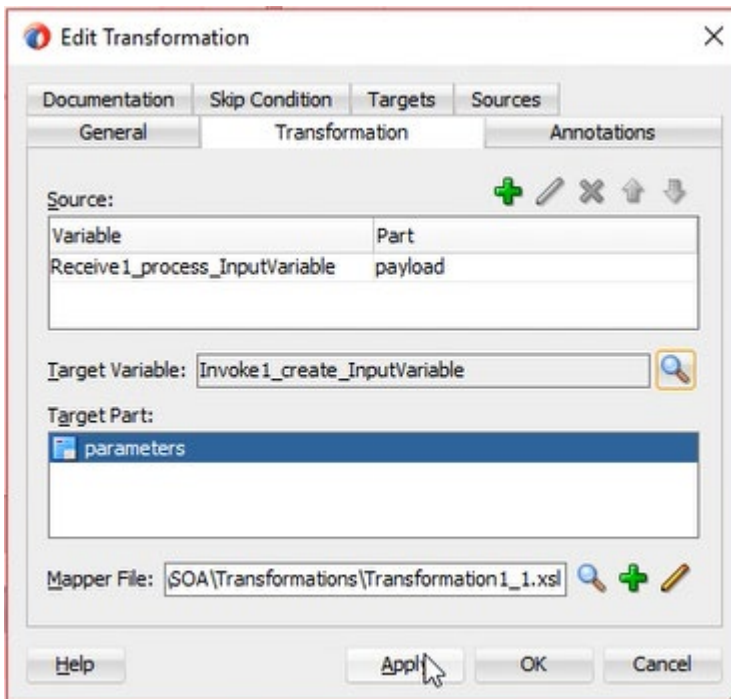 Edit Transformation
Documentation Skip Condition Targets Sources
General Transformation Annotations
Source:
Variable Part
Receive1_process_InputVariable payload
Target Variable: Invoke1_create_InputVariable
Target Part:
parameters
Mapper File: SOA\Transformations\Transformation1_1.xsl
Help Apply OK Cancel